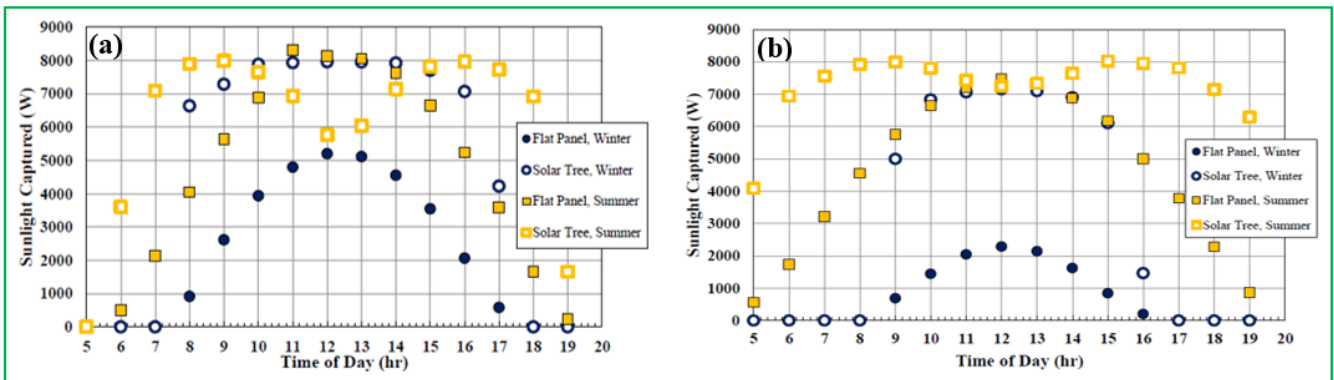 (a)
Sunlight Captured (W)
9000
8000
7000
6000
5000
4000
3000
2000
1000
0
5 6 7 8 9 10 11 12 13 14 15 16 17 18 19 20
Time of Day (hr)
Flat Panel, Winter
Solar Tree, Winter
Flat Panel, Summer
Solar Tree, Summer
(b)
Sunlight Captured (W)
9000
8000
7000
6000
5000
4000
3000
2000
1000
0
5 6 7 8 9 10 11 12 13 14 15 16 17 18 19 20
Time of Day (hr)
Flat Panel, Winter
Solar Tree, Winter
Flat Panel, Summer
Solar Tree, Summer